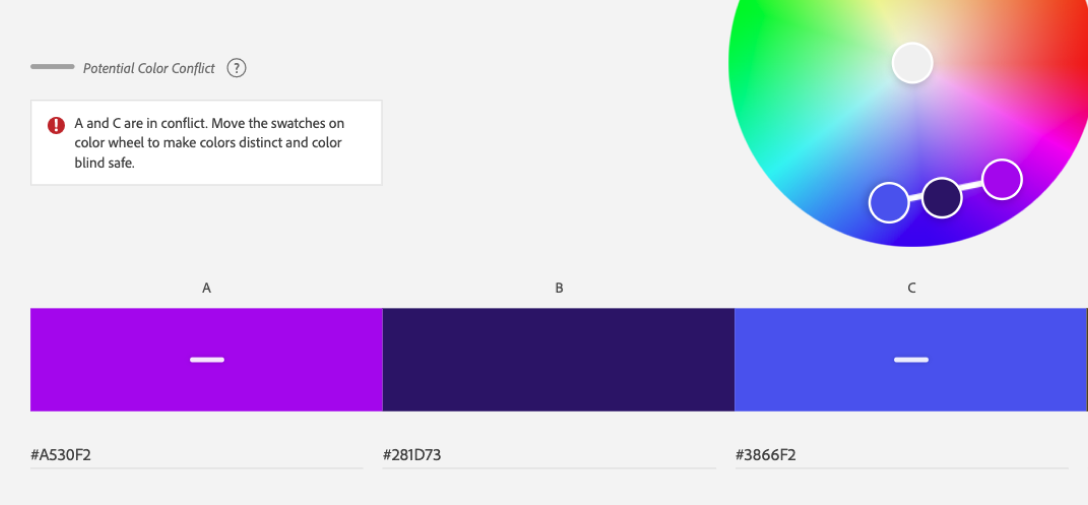 Potential Color Conflict ?
! A and C are in conflict. Move the swatches on
color wheel to make colors distinct and color
blind safe.
A B C
#A530F2 #281D73 #3866F2